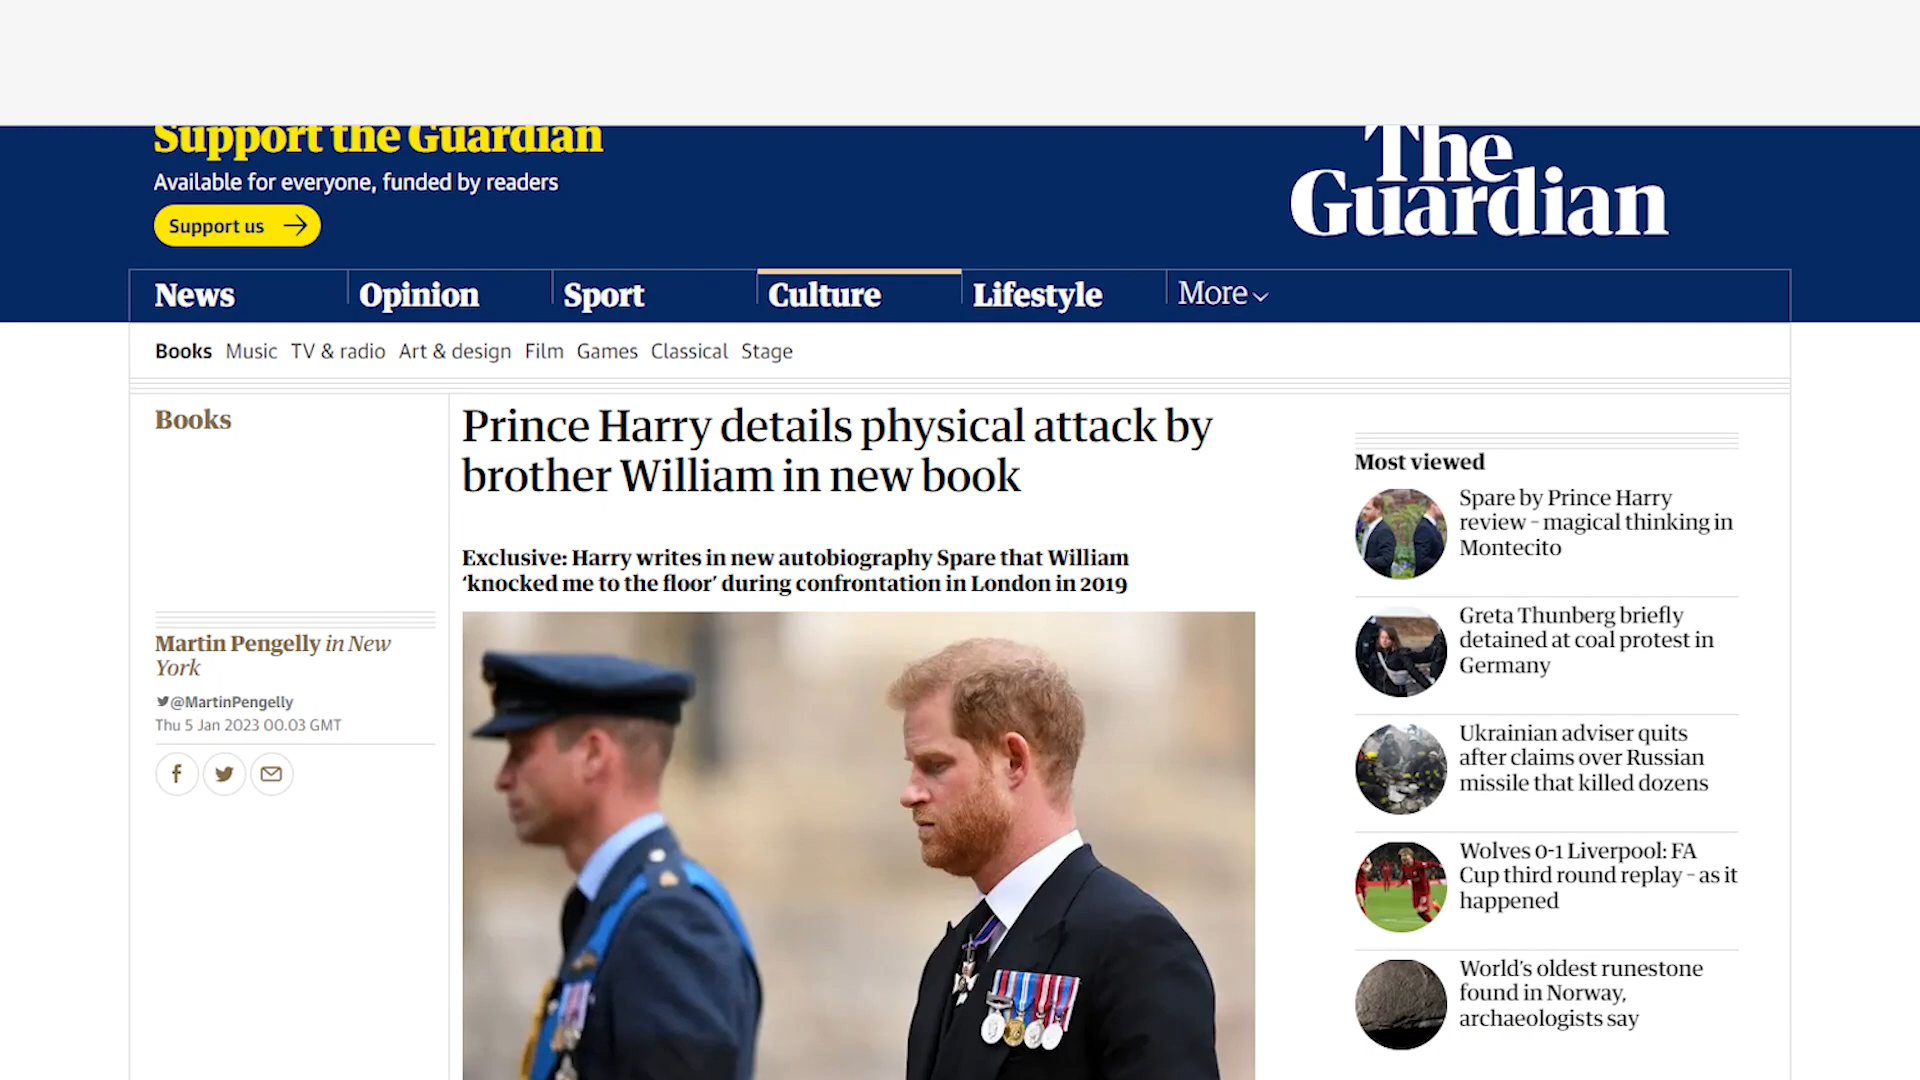 Support the Guardian
Available for everyone, funded by readers
Support us
The
Guardian
News
Opinion
Sport
Culture
Lifestyle
More
Books Music TV & radio Art & design Film Games Classical Stage
Books
Prince Harry details physical attack by
brother William in new book
Exclusive: Harry writes in new autobiography Spare that William
‘knocked me to the floor’ during confrontation in London in 2019
Martin Pengelly in New
York
@MartinPengelly
Thu 5 Jan 2023 00.03 GMT
Most viewed
Spare by Prince Harry
review – magical thinking in
Montecito
Greta Thunberg briefly
detained at coal protest in
Germany
Ukrainian adviser quits
after claims over Russian
missile that killed dozens
Wolves 0-1 Liverpool: FA
Cup third round replay – as it
happened
World’s oldest runestone
found in Norway,
archaeologists say